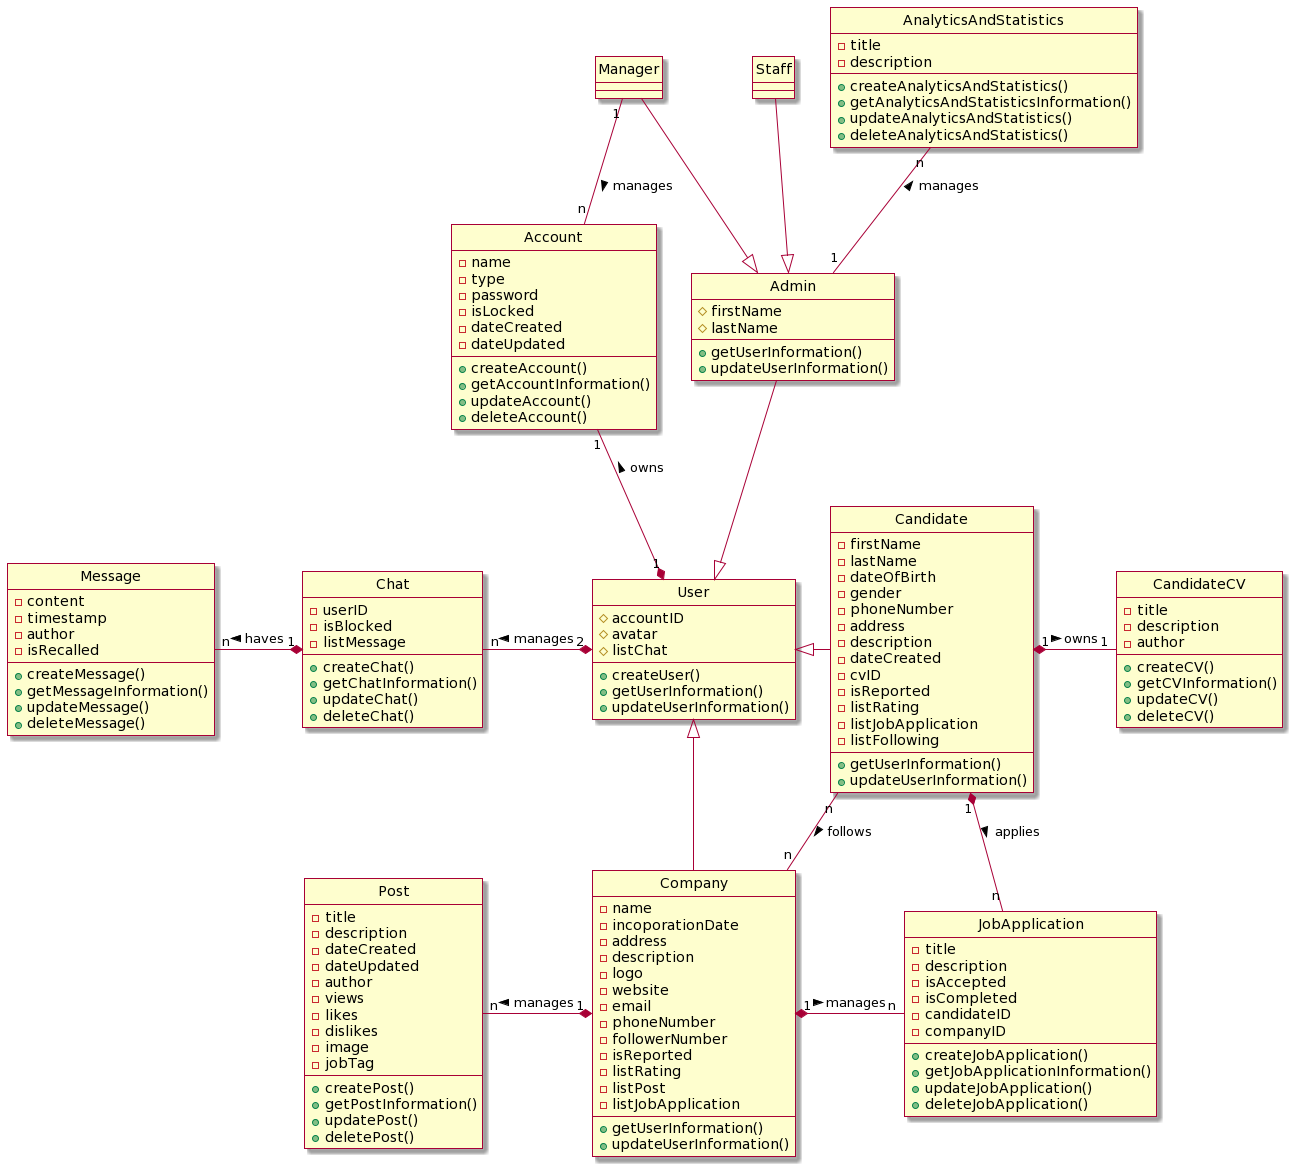 AnalyticsAndStatistics
title
description
createAnalyticsAndStatistics()
getAnalyticsAndStatisticsInformation()
updateAnalyticsAndStatistics()
deleteAnalyticsAndStatistics()
Manager
Staff
1
n
manages
manages
n
1
Account
name
type
password
isLocked
dateCreated
dateUpdated
createAccount()
getAccountInformation()
updateAccount()
deleteAccount()
Admin
firstName
lastName
getUserInformation()
updateUserInformation()
1
owns
1
Message
content
timestamp
author
isRecalled
createMessage()
getMessageInformation()
updateMessage()
deleteMessage()
n haves 1
Chat
userID
isBlocked
listMessage
createChat()
getChatInformation()
updateChat()
deleteChat()
n manages 2
User
accountID
avatar
listChat
createUser()
getUserInformation()
updateUserInformation()
Candidate
firstName
lastName
dateOfBirth
gender
phoneNumber
address
description
dateCreated
cvID
isReported
listRating
listJobApplication
listFollowing
getUserInformation()
updateUserInformation()
1 owns 1
CandidateCV
title
description
author
createCV()
getCVInformation()
updateCV()
deleteCV()
n
follows
n
1
applies
n
Post
title
description
dateCreated
dateUpdated
author
views
likes
dislikes
image
jobTag
createPost()
getPostInformation()
updatePost()
deletePost()
n manages 1
Company
name
incoporationDate
address
description
logo
website
email
phoneNumber
followerNumber
isReported
listRating
listPost
listJobApplication
getUserInformation()
updateUserInformation()
1 manages n
JobApplication
title
description
isAccepted
isCompleted
candidateID
companyID
createJobApplication()
getJobApplicationInformation()
updateJobApplication()
deleteJobApplication()